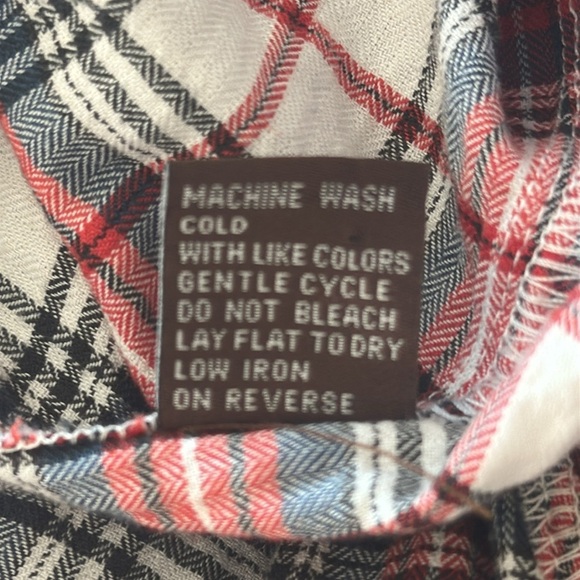 MACHINE WASH
COLD
WITH LIKE COLORS
GENTLE CYCLE
DO NOT BLEACH
LAY FLAT TO DRY
LOW IRON
ON REVERSE